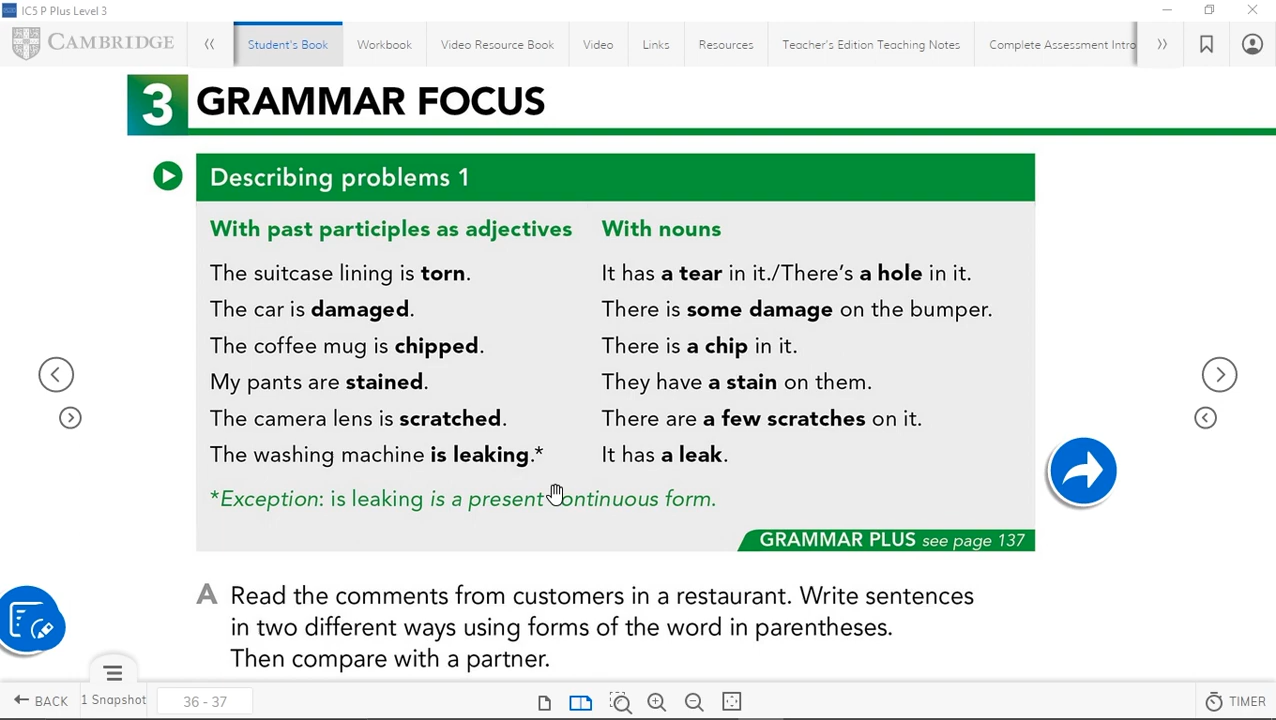 IC5 P Plus Level 3
CAMBRIDGE
Student's Book
Workbook
Video Resource Book
Video
Links
Resources
Teacher's Edition Teaching Notes
Complete Assessment Intro
3 GRAMMAR FOCUS
Describing problems 1
With past participles as adjectives
The suitcase lining is torn.
The car is damaged.
The coffee mug is chipped.
My pants are stained.
The camera lens is scratched.
The washing machine is leaking.*
With nouns
It has a tear in it./There's a hole in it.
There is some damage on the bumper.
There is a chip in it.
They have a stain on them.
There are a few scratches on it.
It has a leak.
*Exception: is leaking is a present continuous form.
GRAMMAR PLUS see page 137
A Read the comments from customers in a restaurant. Write sentences
in two different ways using forms of the word in parentheses.
Then compare with a partner.
BACK
1 Snapshot
36 - 37
TIMER